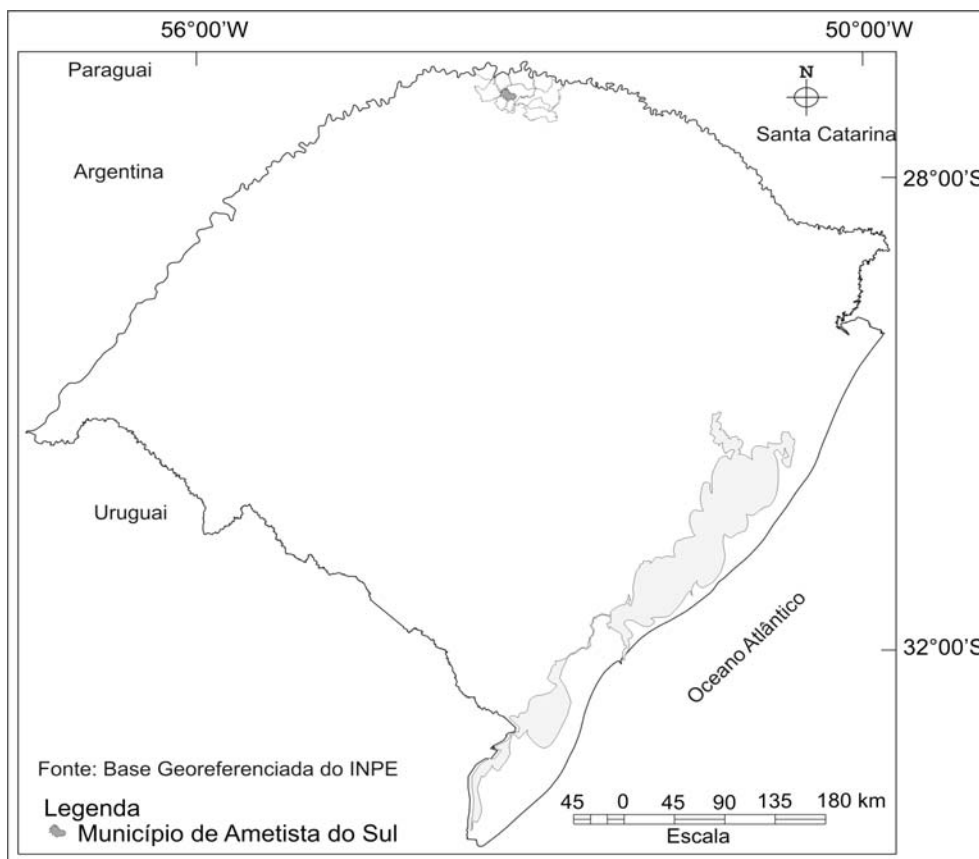 56°00’W
50°00’W
Paraguai
N
Santa Catarina
Argentina
28°00’S
Uruguai
32°00’S
Oceano Atlântico
Fonte: Base Georeferenciada do INPE
Legenda
Município de Ametista do Sul
45 0 45 90 135 180 km
Escala